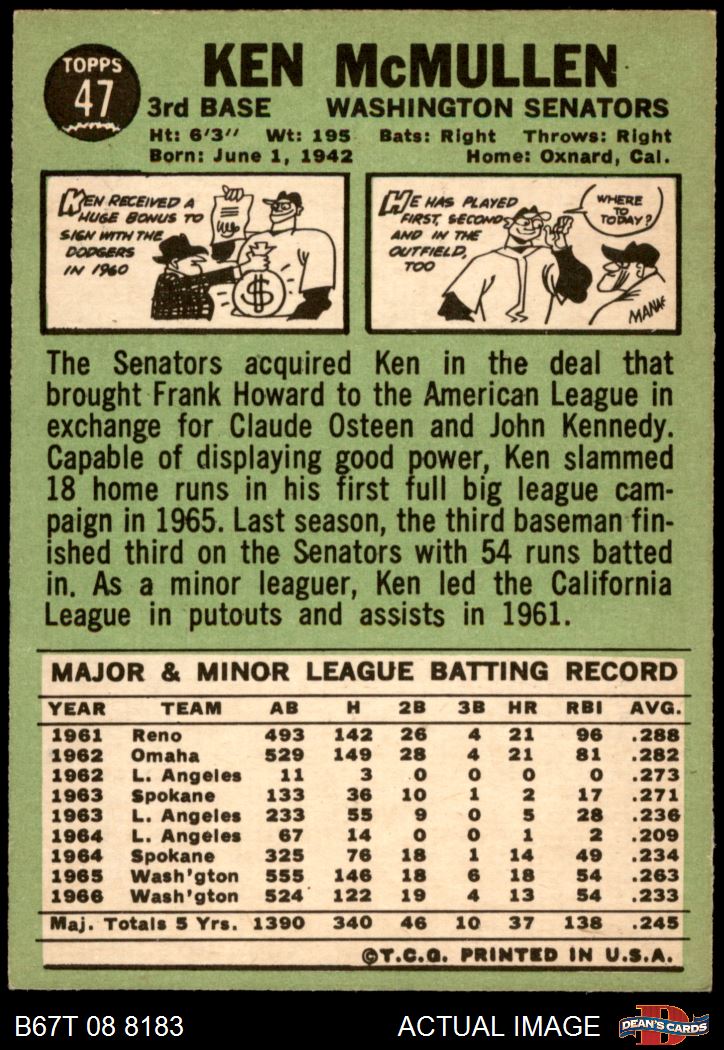 TOPPS
47
KEN McMULLEN
3rd BASE WASHINGTON SENATORS
Ht: 6'3" Wt: 195 Bats: Right Throws: Right
Born: June 1, 1942 Home: Oxnard, Cal.
KEN RECEIVED A
HUGE BONUS TO
SIGN WITH THE
DODGERS
IN 1960
$
HE HAS PLAYED
FIRST, SECOND,
AND IN THE
OUTFIELD,
TOO
WHERE
TO
TODAY?
The Senators acquired Ken in the deal that
brought Frank Howard to the American League in
exchange for Claude Osteen and John Kennedy.
Capable of displaying good power, Ken slammed
18 home runs in his first full big league cam-
paign in 1965. Last season, the third baseman fin-
ished third on the Senators with 54 runs batted
in. As a minor leaguer, Ken led the California
League in putouts and assists in 1961.
MAJOR & MINOR LEAGUE BATTING RECORD
YEAR TEAM AB H 2B 3B HR RBI AVG.
1961 Reno 493 142 26 4 21 96 .288
1962 Omaha 529 149 28 4 21 81 .282
1962 L. Angeles 11 3 0 0 0 0 .273
1963 Spokane 133 36 10 1 2 17 .271
1963 L. Angeles 233 55 9 0 5 28 .236
1964 L. Angeles 67 14 0 0 1 2 .209
1964 Spokane 325 76 18 1 14 49 .234
1965 Wash'gton 555 146 18 6 18 54 .263
1966 Wash'gton 524 122 19 4 13 54 .233
Maj. Totals 5 Yrs. 1390 340 46 10 37 138 .245
©T.C.G. PRINTED IN U.S.A.
B67T 08 8183 ACTUAL IMAGE
D
DEAN'S CARDS